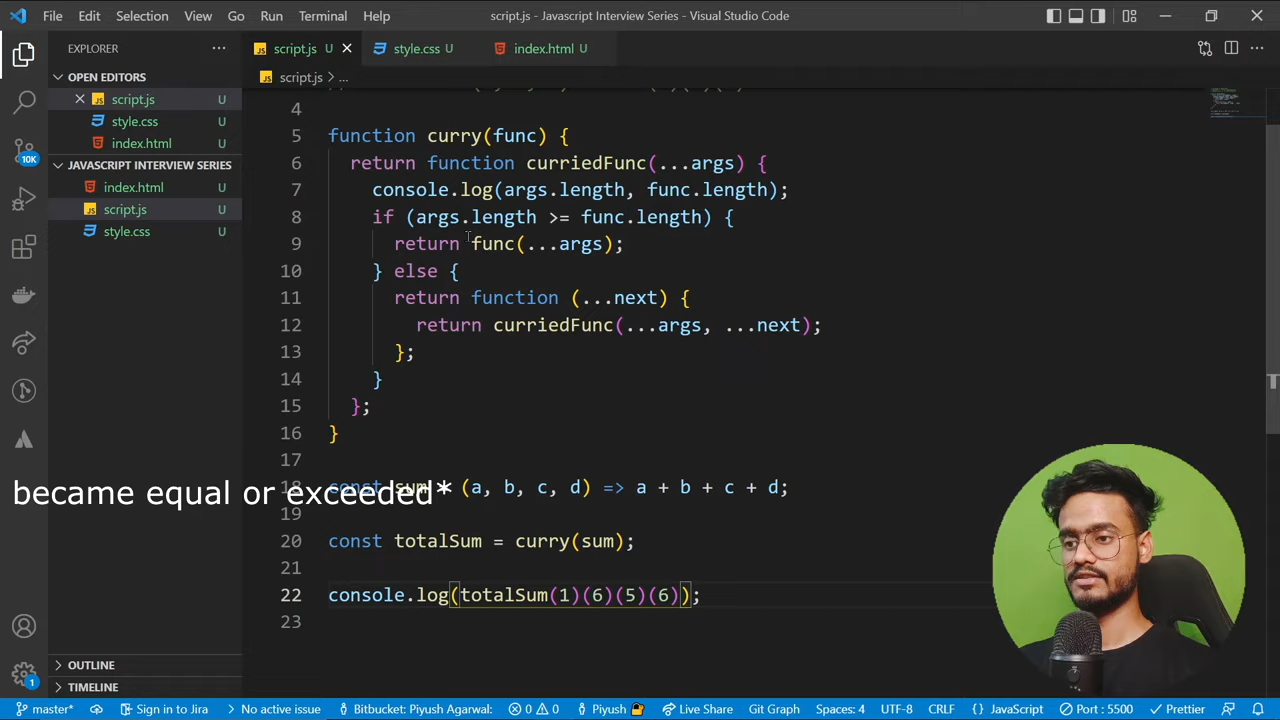 File Edit Selection View Go Run Terminal Help script.js - Javascript Interview Series - Visual Studio Code
EXPLORER ··· JS script.js U × style.css U index.html U ···
OPEN EDITORS JS script.js > ...
× JS script.js U
style.css U
index.html U
JAVASCRIPT INTERVIEW SERIES
index.html U
JS script.js U
style.css U
10K
4
5 function curry(func) {
6 return function curriedFunc(...args) {
7 console.log(args.length, func.length);
8 if (args.length >= func.length) {
9 return func(...args);
10 } else {
11 return function (...next) {
12 return curriedFunc(...args, ...next);
13 };
14 }
15 };
16 }
17
became equal or exceeded*
18 const sum = (a, b, c, d) => a + b + c + d;
19
20 const totalSum = curry(sum);
21
22 console.log(totalSum(1)(6)(5)(6));
23
OUTLINE
1
TIMELINE
master* Sign in to Jira No active issue Bitbucket: Piyush Agarwal: 0 0 Piyush Live Share Git Graph Spaces: 4 UTF-8 CRLF {} JavaScript Port : 5500 Prettier